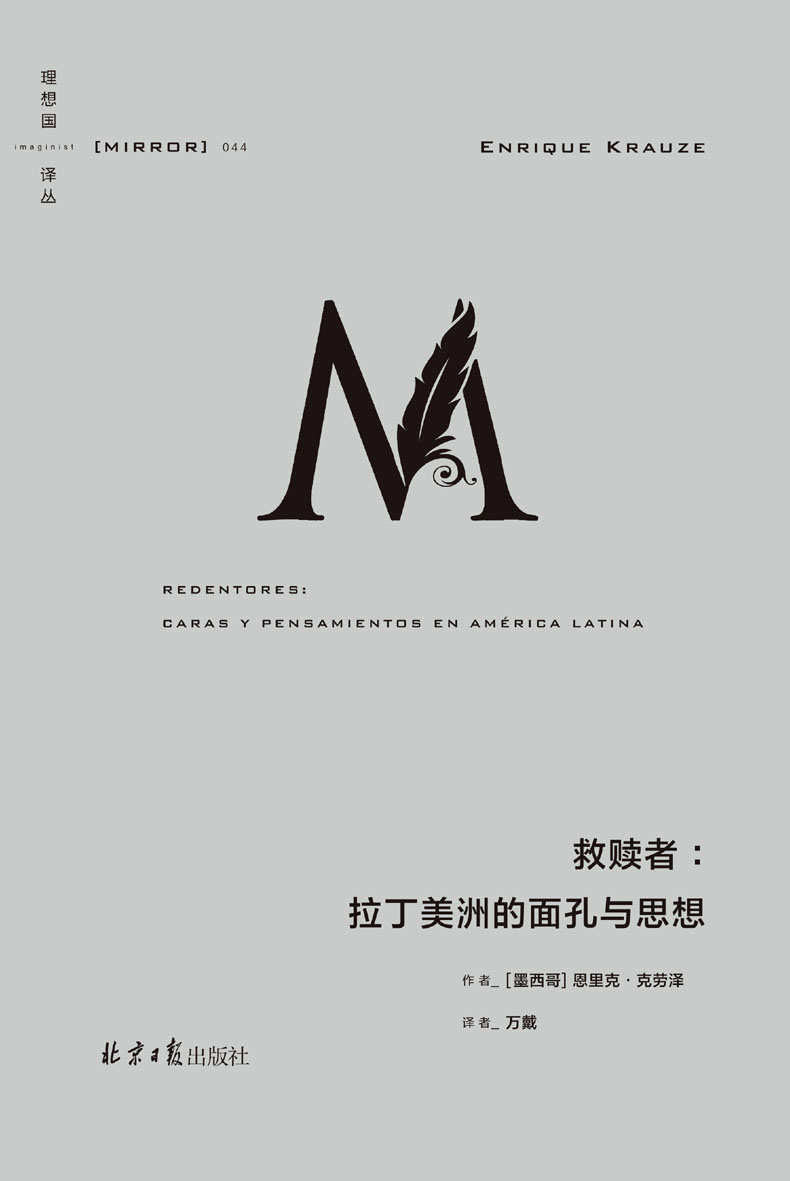 理想国
imaginist
译丛
[MIRROR] 044
ENRIQUE KRAUZE
M
REDENTORES:
CARAS Y PENSAMIENTOS EN AMÉRICA LATINA
救赎者：
拉丁美洲的面孔与思想
作者_ [墨西哥] 恩里克·克劳泽
译者_ 万戴
北京日报出版社